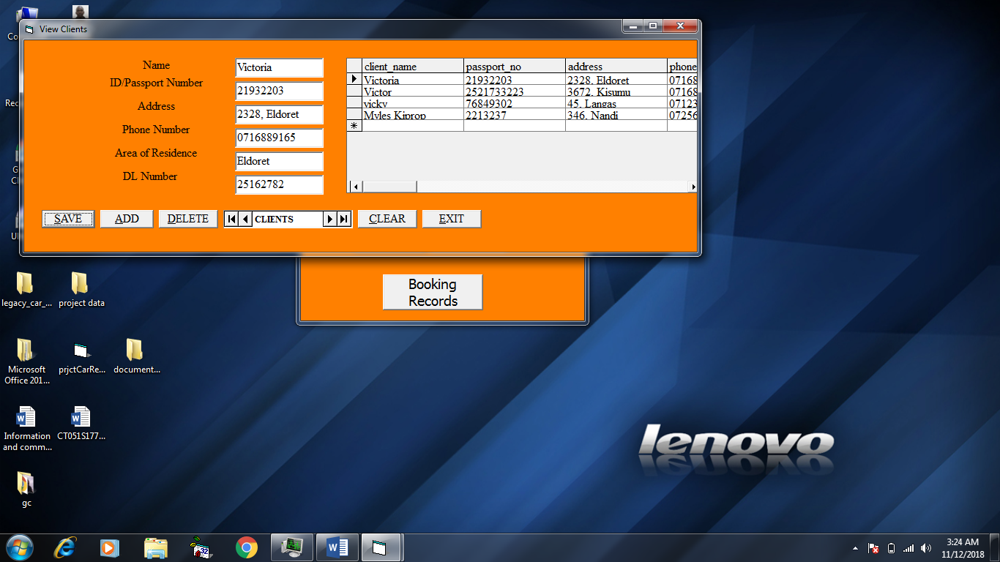 View Clients
Name
Victoria
ID/Passport Number
21932203
Address
2328, Eldoret
Phone Number
0716889165
Area of Residence
Eldoret
DL Number
25162782
client_name passport_no address phone
Victoria 21932203 2328, Eldoret 07168
Victor 2521733223 3672, Kisumu 07168
vicky 76849302 45, Langas 07123
Myles Kiprop 2213237 346, Nandi 07256
SAVE ADD DELETE CLIENTS CLEAR EXIT
Booking
Records
legacy_car_... project data
Microsoft
Office 201...
prjctCarRe...
document...
Information
and comm...
CT051S177...
gc
lenovo
32
3:24 AM
11/12/2018